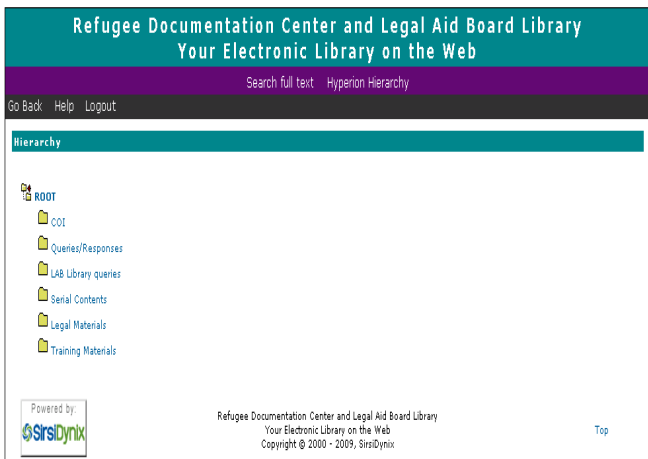 Refugee Documentation Center and Legal Aid Board Library
Your Electronic Library on the Web
Search full text Hyperion Hierarchy
Go Back Help Logout
Hierarchy
ROOT
COI
Queries/Responses
LAB Library queries
Serial Contents
Legal Materials
Training Materials
Powered by:
SirsiDynix
Refugee Documentation Center and Legal Aid Board Library
Your Electronic Library on the Web
Copyright © 2000 - 2009, SirsiDynix
Top